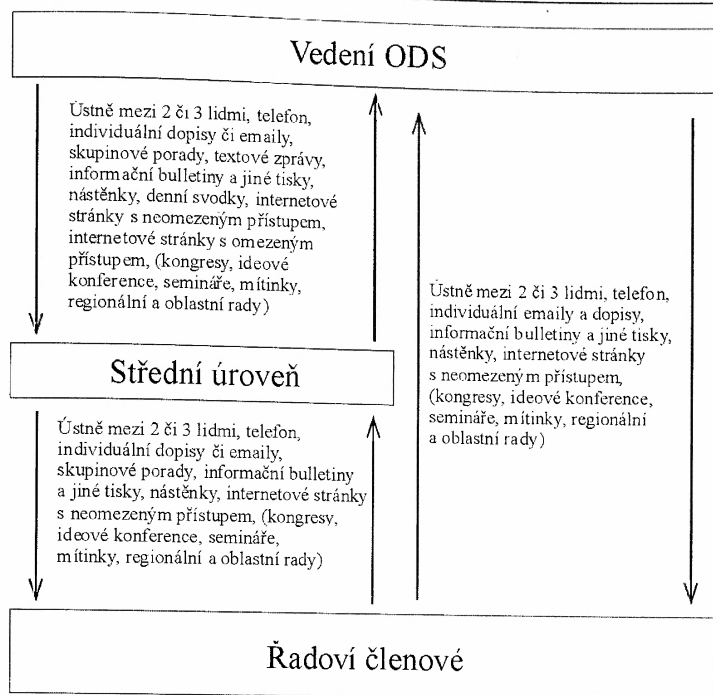 Vedení ODS
Ústně mezi 2 či 3 lidmi, telefon,
individuální dopisy či emaily,
skupinové porady, textové zprávy,
informační bulletiny a jiné tisky,
nástěnky, denní svodky, internetové
stránky s neomezeným přístupem,
internetové stránky s omezeným
přístupem, (kongresy, ideové
konference, semináře, mítinky,
regionální a oblastní rady)
Střední úroveň
Ústně mezi 2 či 3 lidmi, telefon,
individuální dopisy či emaily,
skupinové porady, informační bulletiny
a jiné tisky, nástěnky, internetové stránky
s neomezeným přístupem, (kongresy,
ideové konference, semináře,
mítinky, regionální a oblastní rady)
Ústně mezi 2 či 3 lidmi, telefon,
individuální emaily a dopisy,
informační bulletiny a jiné tisky,
nástěnky, internetové stránky
s neomezeným přístupem,
(kongresy, ideové konference,
semináře, mítinky, regionální
a oblastní rady)
Řadoví členové